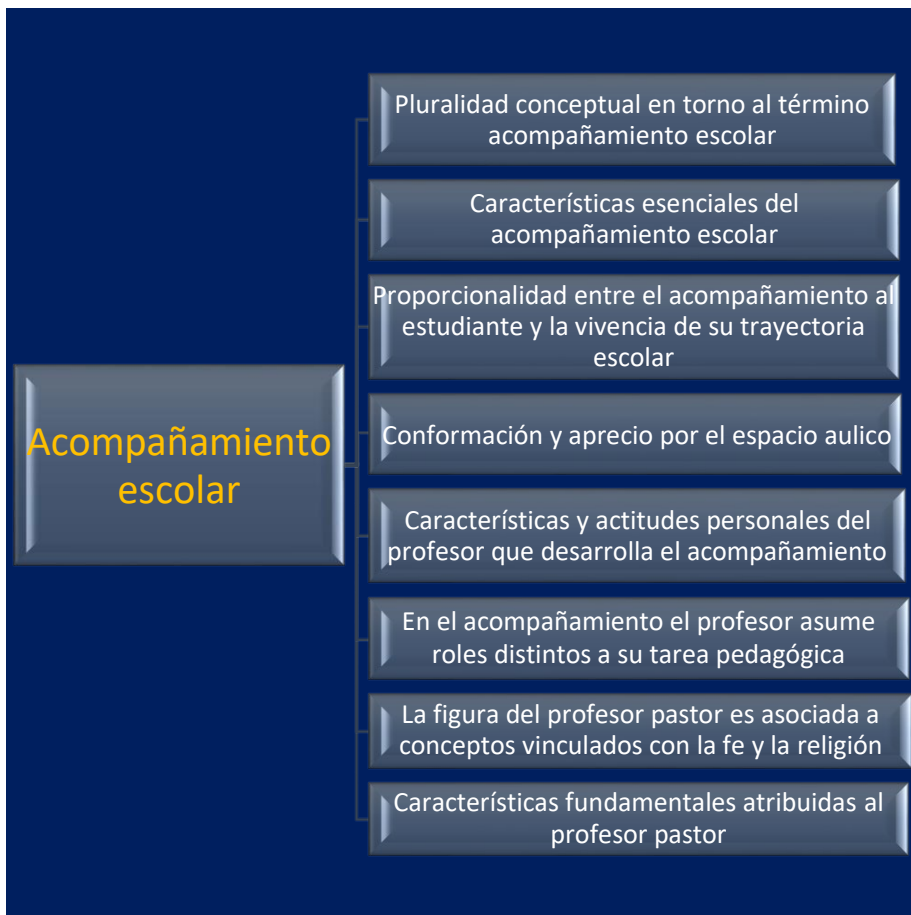 Pluralidad conceptual en torno al término
acompañamiento escolar
Características esenciales del
acompañamiento escolar
Proporcionalidad entre el acompañamiento al
estudiante y la vivencia de su trayectoria
escolar
Acompañamiento
escolar
Conformación y aprecio por el espacio aulico
Características y actitudes personales del
profesor que desarrolla el acompañamiento
En el acompañamiento el profesor asume
roles distintos a su tarea pedagógica
La figura del profesor pastor es asociada a
conceptos vinculados con la fe y la religión
Características fundamentales atribuidas al
profesor pastor